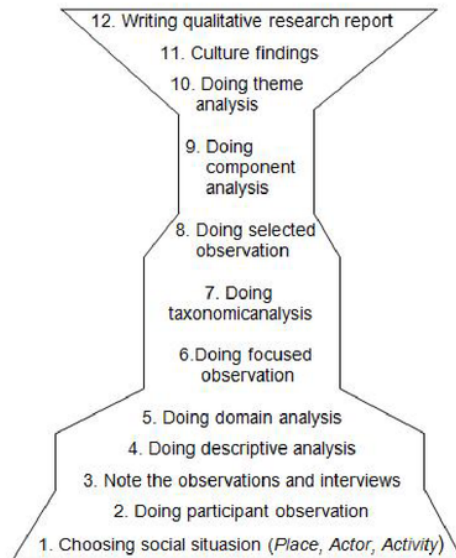 12. Writing qualitative research report
11. Culture findings
10. Doing theme
analysis
9. Doing
component
analysis
8. Doing selected
observation
7. Doing
taxonomicanalysis
6.Doing focused
observation
5. Doing domain analysis
4. Doing descriptive analysis
3. Note the observations and interviews
2. Doing participant observation
1. Choosing social situasion (Place, Actor, Activity)